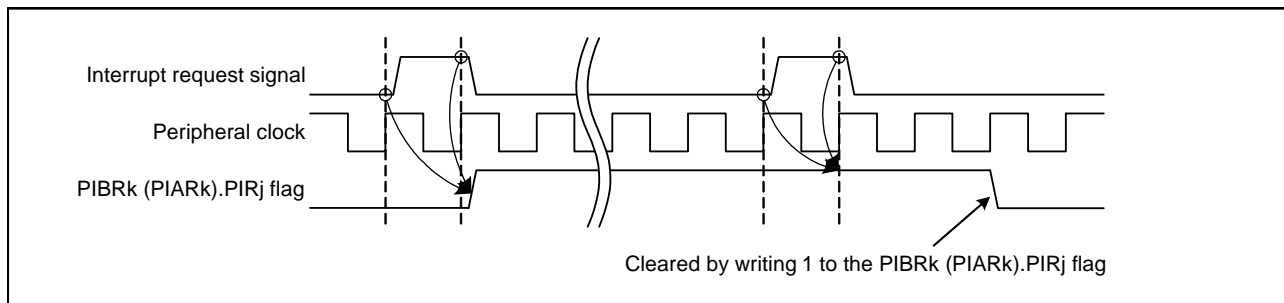 Interrupt request signal
Peripheral clock
PIBRk (PIARk).PIRj flag
Cleared by writing 1 to the PIBRk (PIARk).PIRj flag